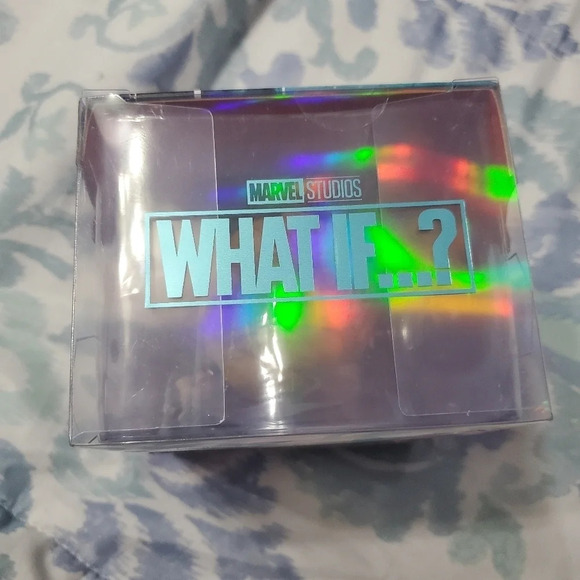 MARVEL STUDIOS
WHAT IF....?